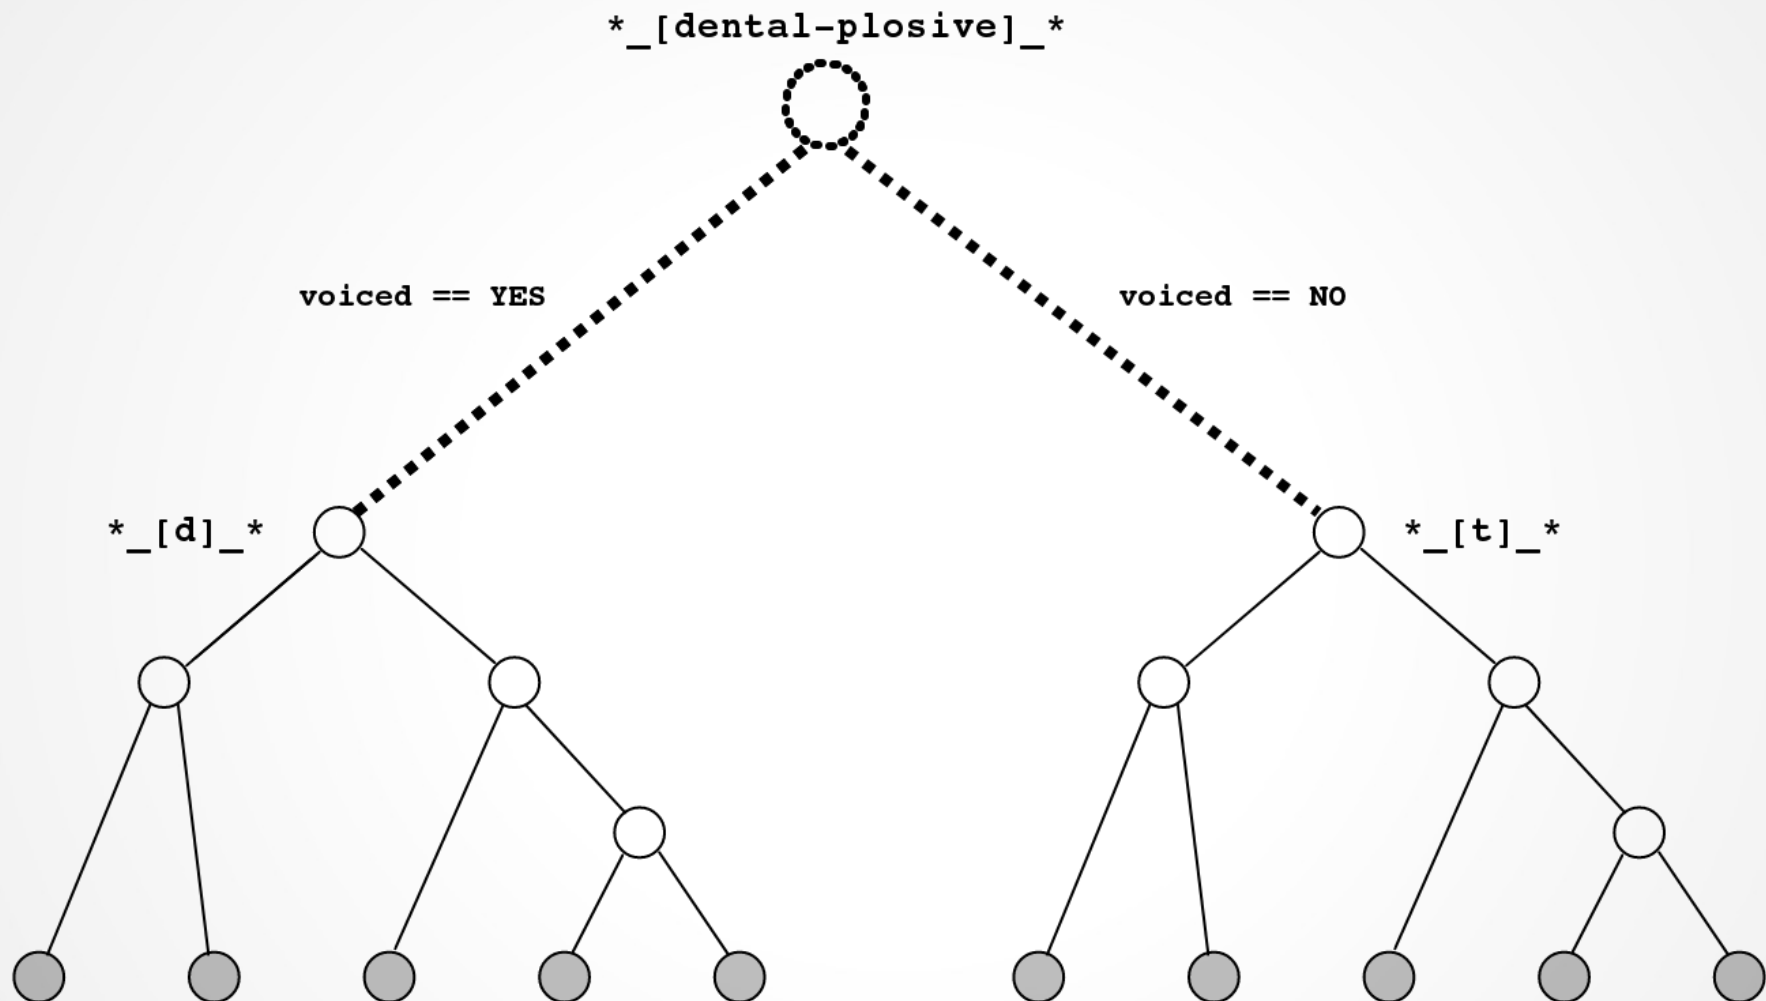 *_[dental-plosive]_*
voiced == YES
voiced == NO
*_[d]_*
*_[t]_*